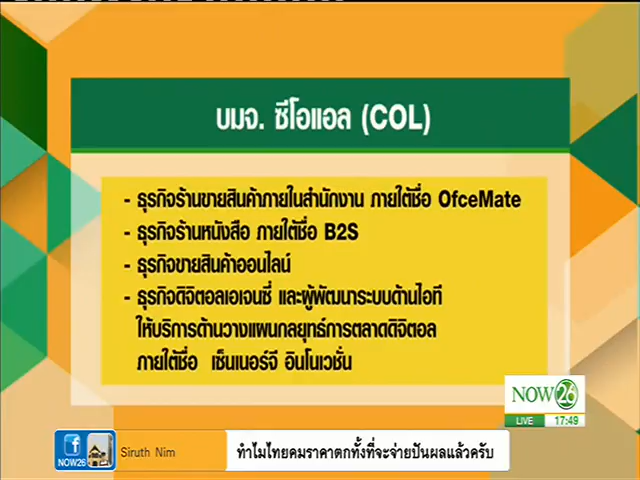 บมจ. ซีโอแอล (COL)
- ธุรกิจร้านขายสินค้าภายในสำนักงาน ภายใต้ชื่อ OfceMate
- ธุรกิจร้านหนังสือ ภายใต้ชื่อ B2S
- ธุรกิจขายสินค้าออนไลน์
- ธุรกิจดิจิตอลเอเจนซี่ และผู้พัฒนาระบบด้านไอที
ให้บริการด้านวางแผนกลยุทธ์การตลาดดิจิตอล
ภายใต้ชื่อ เซ็นเนอร์จี อินโนเวชั่น
NOW26
LIVE 17:49
f NOW26 Siruth Nim ทำไมไทยคมราคาตกทั้งที่จะจ่ายปันผลแล้วครับ